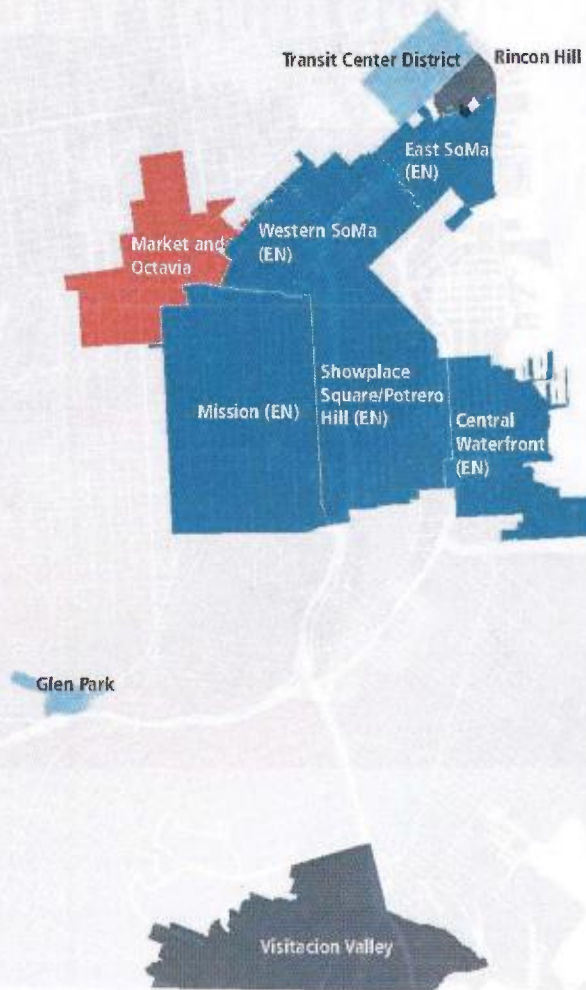 Transit Center District
Rincon Hill
East SoMa
(EN)
Western SoMa
(EN)
Market and
Octavia
Showplace
Square/Potrero
Hill (EN)
Mission (EN)
Central
Waterfront
(EN)
Glen Park
Visitacion Valley